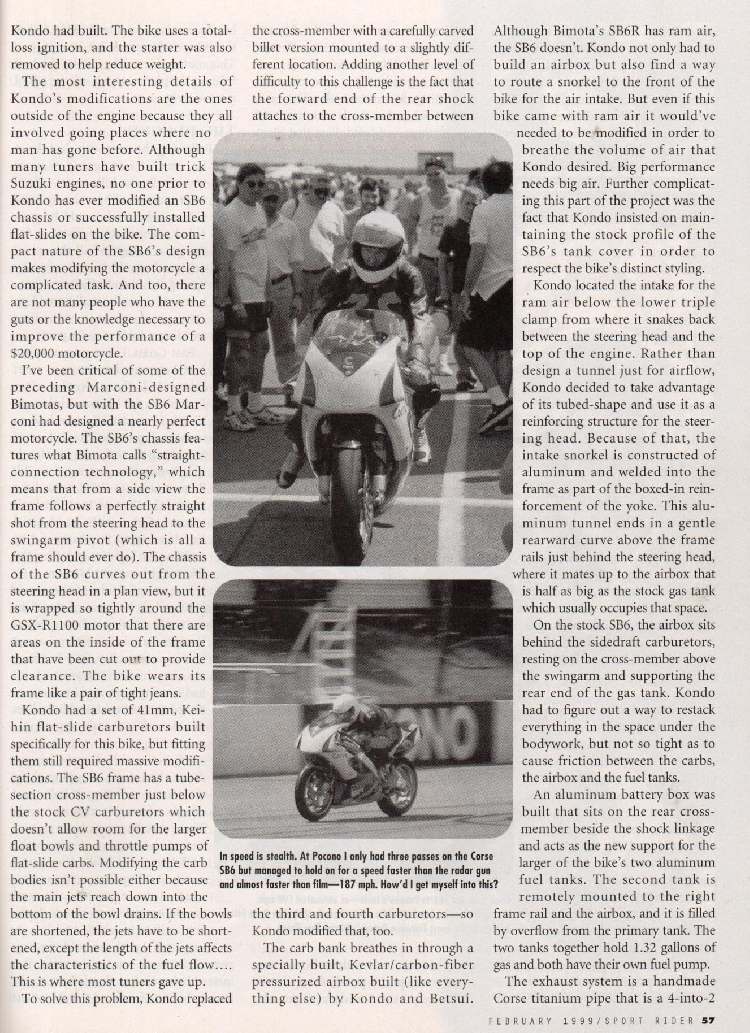 Kondo had built. The bike uses a total-
loss ignition, and the starter was also
removed to help reduce weight.
The most interesting details of
Kondo's modifications are the ones
outside of the engine because they all
involved going places where no
man has gone before. Although
many tuners have built trick
Suzuki engines, no one prior to
Kondo has ever modified an SB6
chassis or successfully installed
flat-slides on the bike. The com-
pact nature of the SB6's design
makes modifying the motorcycle a
complicated task. And too, there
are not many people who have the
guts or the knowledge necessary to
improve the performance of a
$20,000 motorcycle.
I've been critical of some of the
preceding Marconi-designed
Bimotas, but with the SB6 Mar-
coni had designed a nearly perfect
motorcycle. The SB6's chassis fea-
tures what Bimota calls "straight-
connection technology," which
means that from a side view the
frame follows a perfectly straight
shot from the steering head to the
swingarm pivot (which is all a
frame should ever do). The chassis
of the SB6 curves out from the
steering head in a plan view, but it
is wrapped so tightly around the
GSX-R1100 motor that there are
areas on the inside of the frame
that have been cut out to provide
clearance. The bike wears its
frame like a pair of tight jeans.
Kondo had a set of 41mm, Kei-
hin flat-slide carburetors built
specifically for this bike, but fitting
them still required massive modifi-
cations. The SB6 frame has a tube-
section cross-member just below
the stock CV carburetors which
doesn't allow room for the larger
float bowls and throttle pumps of
flat-slide carbs. Modifying the carb
bodies isn't possible either because
the main jets reach down into the
bottom of the bowl drains. If the bowls
are shortened, the jets have to be short-
ened, except the length of the jets affects
the characteristics of the fuel flow....
This is where most tuners gave up.
To solve this problem, Kondo replaced
the cross-member with a carefully carved
billet version mounted to a slightly dif-
ferent location. Adding another level of
difficulty to this challenge is the fact that
the forward end of the rear shock
attaches to the cross-member between
NO
In speed is stealth. At Pocono I only had three passes on the Corse
SB6 but managed to hold on for a speed faster than the radar gun
and almost faster than film—187 mph. How'd I get myself into this?
the third and fourth carburetors—so
Kondo modified that, too.
The carb bank breathes in through a
specially built, Kevlar/carbon-fiber
pressurized airbox built (like every-
thing else) by Kondo and Betsui.
Although Bimota's SB6R has ram air,
the SB6 doesn't. Kondo not only had to
build an airbox but also find a way
to route a snorkel to the front of the
bike for the air intake. But even if this
bike came with ram air it would've
needed to be modified in order to
breathe the volume of air that
Kondo desired. Big performance
needs big air. Further complicat-
ing this part of the project was the
fact that Kondo insisted on main-
taining the stock profile of the
SB6's tank cover in order to
respect the bike's distinct styling.
Kondo located the intake for the
ram air below the lower triple
clamp from where it snakes back
between the steering head and the
top of the engine. Rather than
design a tunnel just for airflow,
Kondo decided to take advantage
of its tubed-shape and use it as a
reinforcing structure for the steer-
ing head. Because of that, the
intake snorkel is constructed of
aluminum and welded into the
frame as part of the boxed-in rein-
forcement of the yoke. This alu-
minum tunnel ends in a gentle
rearward curve above the frame
rails just behind the steering head,
where it mates up to the airbox that
is half as big as the stock gas tank
which usually occupies that space.
On the stock SB6, the airbox sits
behind the sidedraft carburetors,
resting on the cross-member above
the swingarm and supporting the
rear end of the gas tank. Kondo
had to figure out a way to restack
everything in the space under the
bodywork, but not so tight as to
cause friction between the carbs,
the airbox and the fuel tanks.
An aluminum battery box was
built that sits on the rear cross-
member beside the shock linkage
and acts as the new support for the
larger of the bike's two aluminum
fuel tanks. The second tank is
remotely mounted to the right
frame rail and the airbox, and it is filled
by overflow from the primary tank. The
two tanks together hold 1.32 gallons of
gas and both have their own fuel pump.
The exhaust system is a handmade
Corse titanium pipe that is a 4-into-2
FEBRUARY 1999/SPORT RIDER 57